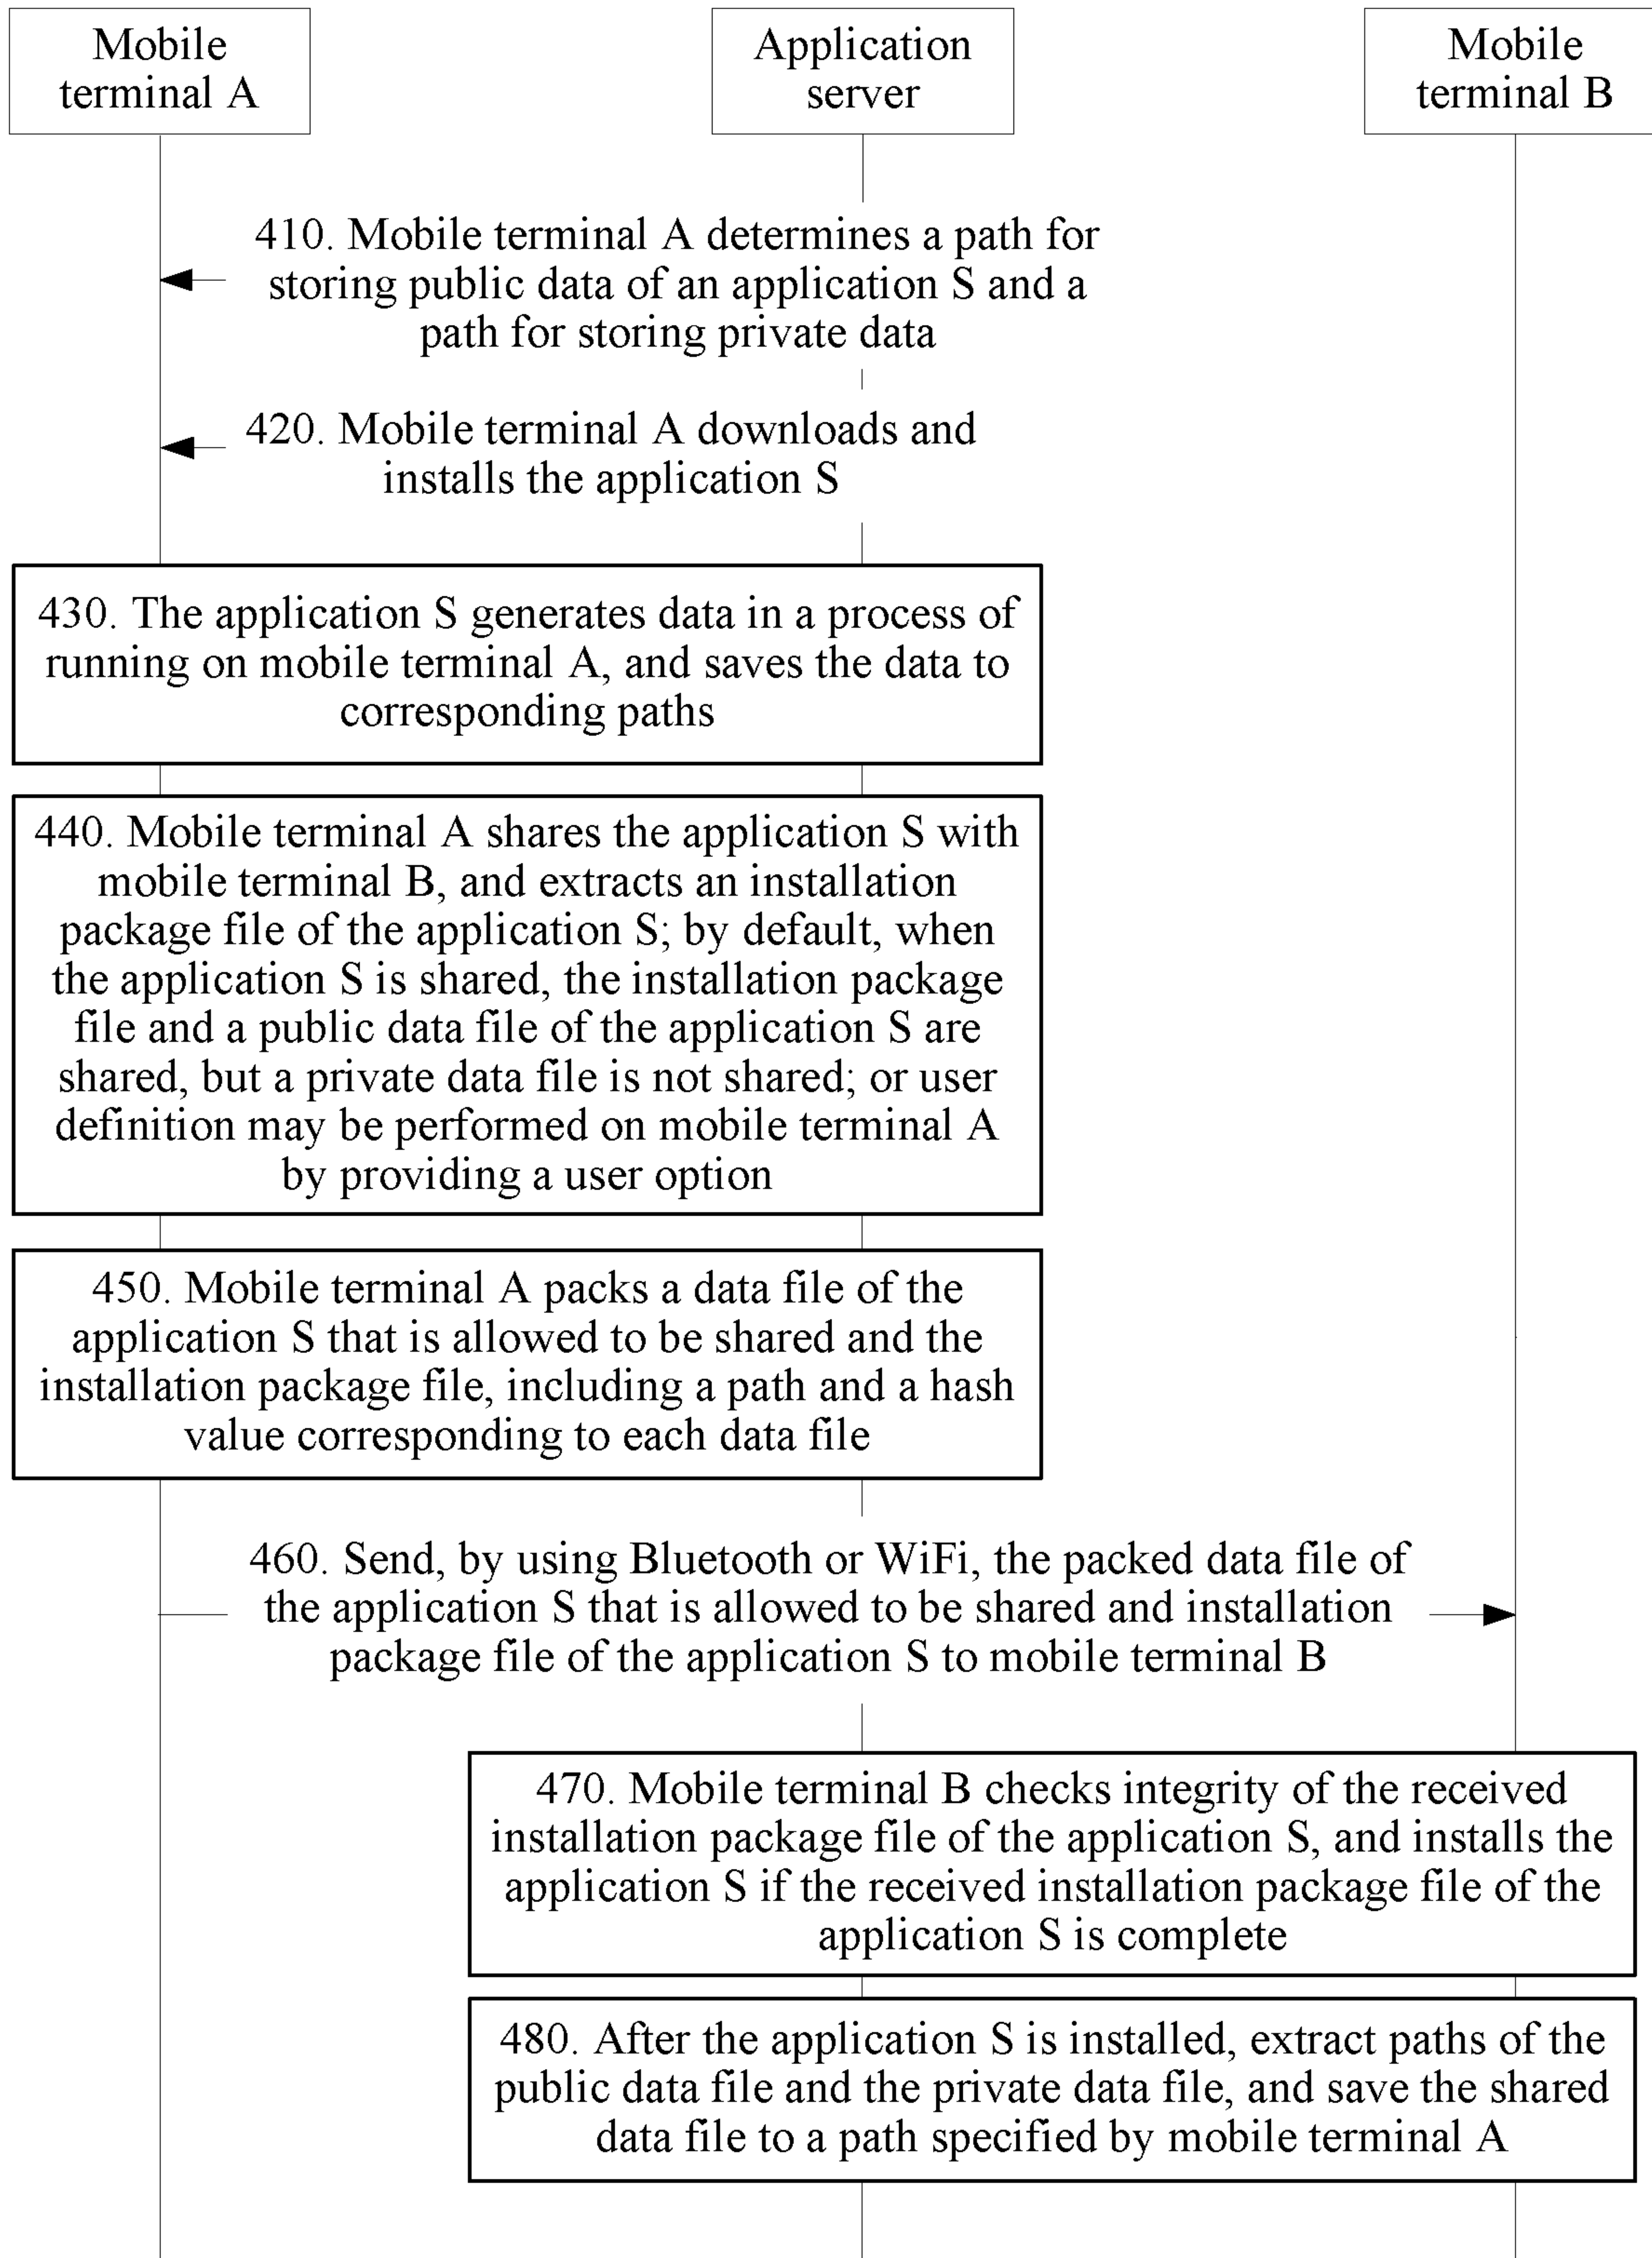 Mobile
terminal A
Application
server
Mobile
terminal B
410. Mobile terminal A determines a path for
storing public data of an application S and a
path for storing private data
420. Mobile terminal A downloads and
installs the application S
430. The application S generates data in a process of
running on mobile terminal A, and saves the data to
corresponding paths
440. Mobile terminal A shares the application S with
mobile terminal B, and extracts an installation
package file of the application S; by default, when
the application S is shared, the installation package
file and a public data file of the application S are
shared, but a private data file is not shared; or user
definition may be performed on mobile terminal A
by providing a user option
450. Mobile terminal A packs a data file of the
application S that is allowed to be shared and the
installation package file, including a path and a hash
value corresponding to each data file
460. Send, by using Bluetooth or WiFi, the packed data file of
the application S that is allowed to be shared and installation
package file of the application S to mobile terminal B
470. Mobile terminal B checks integrity of the received
installation package file of the application S, and installs the
application S if the received installation package file of the
application S is complete
480. After the application S is installed, extract paths of the
public data file and the private data file, and save the shared
data file to a path specified by mobile terminal A